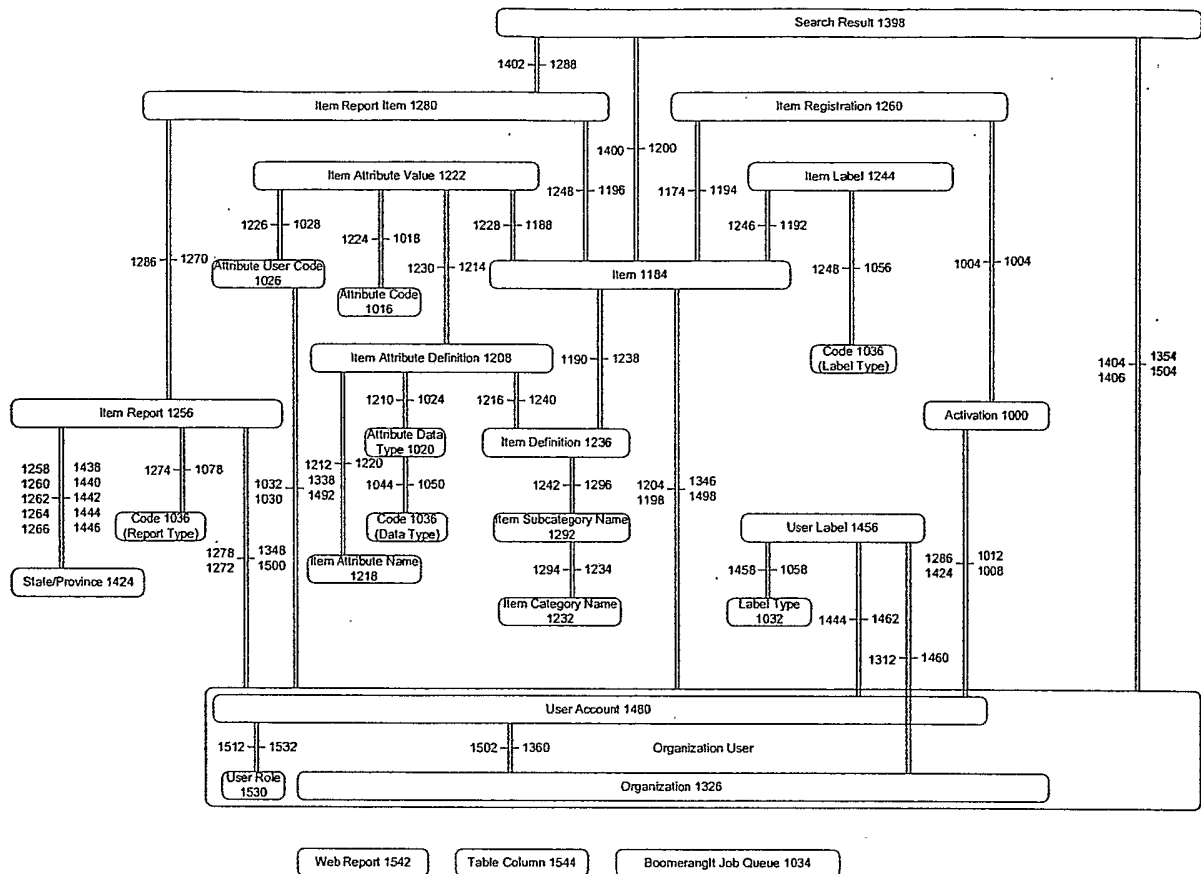 Search Result 1398
1402 1288
Item Report Item 1280
Item Registration 1260
1400 1200
Item Attribute Value 1222
Item Label 1244
1248 1196
1174 1194
1226 1028
1224 1018
1228 1188
1246 1192
1286 1270
1230 1214
1248 1056
1004 1004
Attribute User Code
1026
Item 1184
Attribute Code
1016
Item Attribute Definition 1208
1190 1238
Code 1036
(Label Type)
1404 1354
1406 1504
Item Report 1256
1210 1024
1216 1240
Activation 1000
Attribute Data
Type 1020
Item Definition 1236
1258 1438
1260 1440
1262 1442
1264 1444
1266 1446
1274 1078
1212 1220
1032 1338
1030 1492
1044 1050
1242 1296
1204 1346
1198 1498
Code 1036
(Report Type)
Code 1036
(Data Type)
Item Subcategory Name
1292
User Label 1456
1278 1348
1272 1500
State/Province 1424
Item Attribute Name
1218
1294 1234
1458 1058
1286 1012
1424 1008
Item Category Name
1232
Label Type
1032
1444 1462
1312 1460
User Account 1480
1512 1532
1502 1360
Organization User
User Role
1530
Organization 1326
Web Report 1542
Table Column 1544
BoomerangIt Job Queue 1034